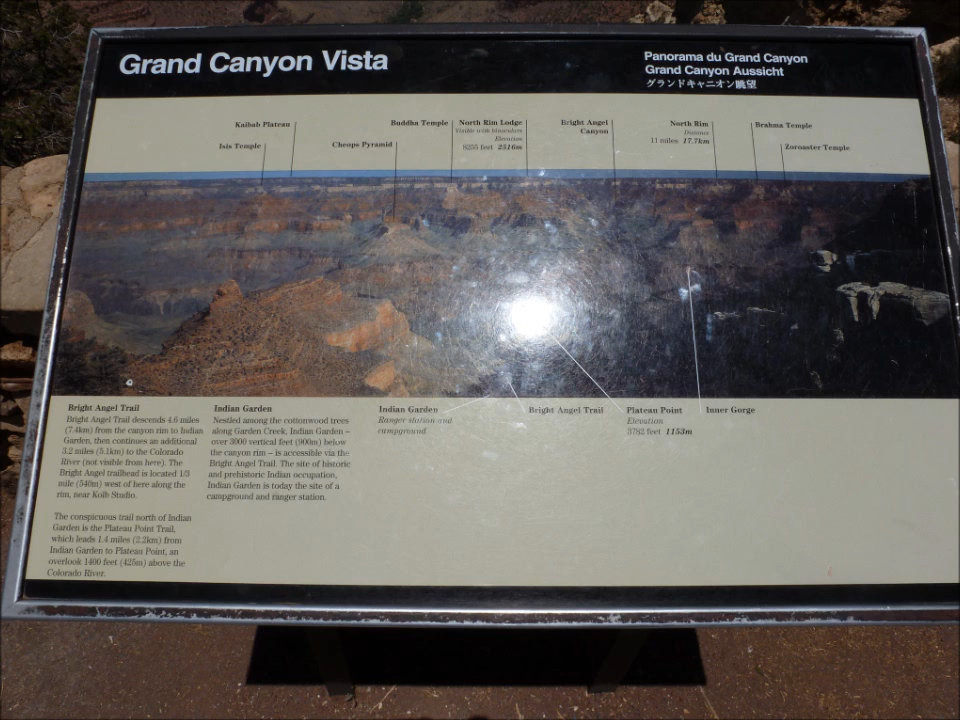 Grand Canyon Vista
Panorama du Grand Canyon
Grand Canyon Aussicht
グランドキャニオン眺望
Kaibab Plateau
Isis Temple
Buddha Temple
Cheops Pyramid
North Rim Lodge
Visible with binoculars
Elevation
8255 feet 2516m
Bright Angel
Canyon
North Rim
Distance
11 miles 17.7km
Brahma Temple
Zoroaster Temple
Bright Angel Trail
Bright Angel Trail descends 4.6 miles
(7.4km) from the canyon rim to Indian
Garden, then continues an additional
3.2 miles (5.1km) to the Colorado
River (not visible from here). The
Bright Angel trailhead is located 1/3
mile (540m) west of here along the
rim, near Kolb Studio.
The conspicuous trail north of Indian
Garden is the Plateau Point Trail,
which leads 1.4 miles (2.2km) from
Indian Garden to Plateau Point, an
overlook 1400 feet (425m) above the
Colorado River.
Indian Garden
Nestled among the cottonwood trees
along Garden Creek, Indian Garden –
over 3000 vertical feet (900m) below
the canyon rim – is accessible via the
Bright Angel Trail. The site of historic
and prehistoric Indian occupation,
Indian Garden is today the site of a
campground and ranger station.
Indian Garden
Ranger station and
campground
Bright Angel Trail
Plateau Point
Elevation
3782 feet 1153m
Inner Gorge